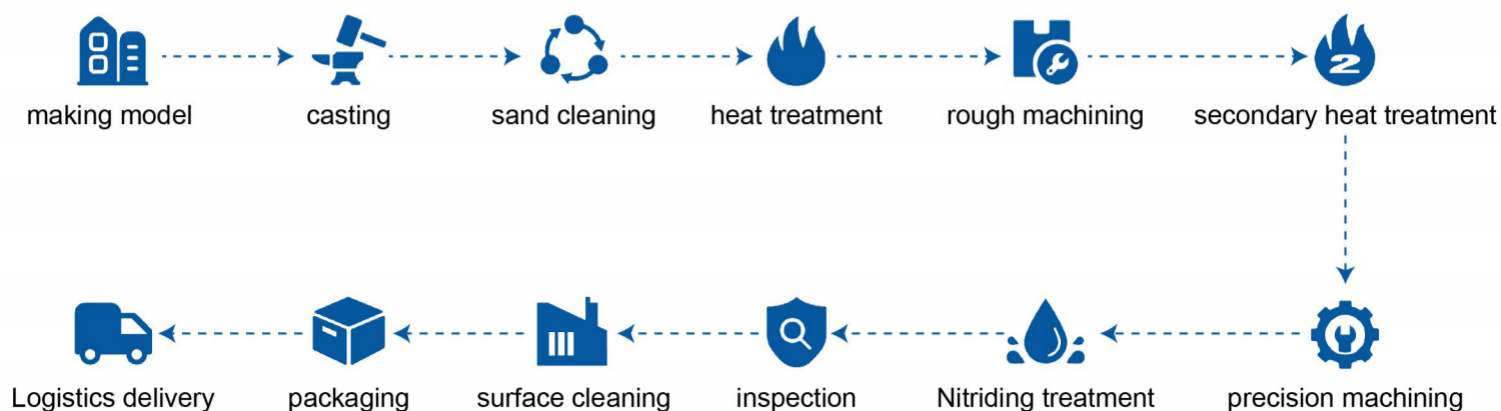 making model
casting
sand cleaning
heat treatment
rough machining
2
secondary heat treatment
Logistics delivery
packaging
surface cleaning
inspection
Nitriding treatment
precision machining